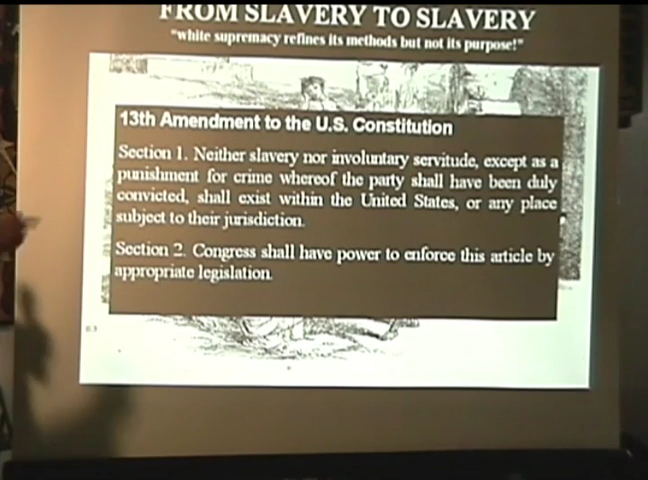 FROM SLAVERY TO SLAVERY
"white supremacy refines its methods but not its purpose!"
13th Amendment to the U.S. Constitution
Section 1. Neither slavery nor involuntary servitude, except as a
punishment for crime whereof the party shall have been duly
convicted, shall exist within the United States, or any place
subject to their jurisdiction.
Section 2. Congress shall have power to enforce this article by
appropriate legislation.